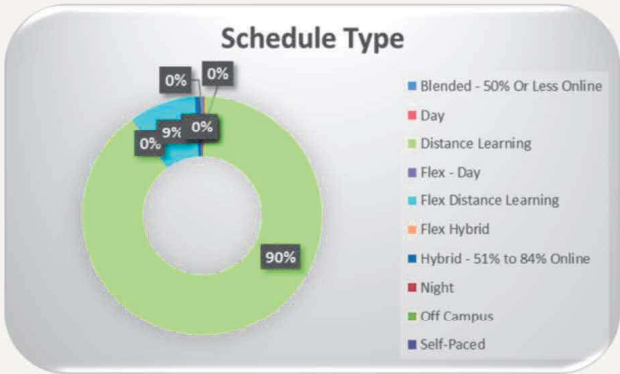 Schedule Type
0%
0%
0%
9%
0%
90%
Blended - 50% Or Less Online
Day
Distance Learning
Flex - Day
Flex Distance Learning
Flex Hybrid
Hybrid - 51% to 84% Online
Night
Off Campus
Self-Paced